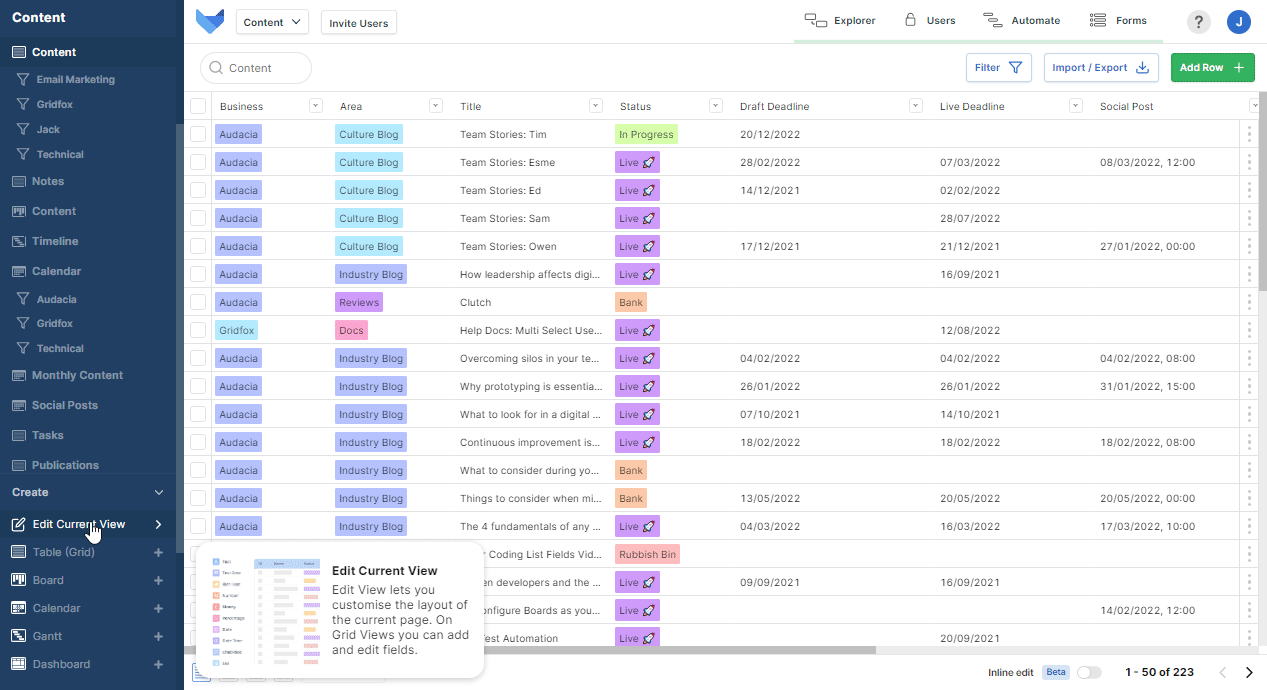 Content
Content
Email Marketing
Gridfox
Jack
Technical
Notes
Content
Timeline
Calendar
Audacia
Gridfox
Technical
Monthly Content
Social Posts
Tasks
Publications
Create
Edit Current View
Table (Grid)
Board
Calendar
Gantt
Dashboard
Content
Invite Users
Explorer
Users
Automate
Forms
?
J
Content
Filter
Import / Export
Add Row
Business Area Title Status Draft Deadline Live Deadline Social Post
Audacia Culture Blog Team Stories: Tim In Progress 20/12/2022
Audacia Culture Blog Team Stories: Esme Live 28/02/2022 07/03/2022 08/03/2022, 12:00
Audacia Culture Blog Team Stories: Ed Live 14/12/2021 02/02/2022
Audacia Culture Blog Team Stories: Sam Live 28/07/2022
Audacia Culture Blog Team Stories: Owen Live 17/12/2021 21/12/2021 27/01/2022, 00:00
Audacia Industry Blog How leadership affects digi... Live 16/09/2021
Audacia Reviews Clutch Bank
Gridfox Docs Help Docs: Multi Select Use... Live 12/08/2022
Audacia Industry Blog Overcoming silos in your te... Live 04/02/2022 04/02/2022 04/02/2022, 08:00
Audacia Industry Blog Why prototyping is essentia... Live 26/01/2022 26/01/2022 31/01/2022, 15:00
Audacia Industry Blog What to look for in a digital ... Live 07/10/2021 14/10/2021
Audacia Industry Blog Continuous improvement is... Live 18/02/2022 18/02/2022 18/02/2022, 08:00
Audacia Industry Blog What to consider during yo... Bank
Audacia Industry Blog Things to consider when mi... Bank 13/05/2022 20/05/2022 20/05/2022, 00:00
Audacia Industry Blog The 4 fundamentals of any ... Live 04/03/2022 16/03/2022 17/03/2022, 10:00
Coding List Fields Vid... Rubbish Bin
en developers and the ... Live 09/09/2021 16/09/2021
onfigure Boards as you... Live 14/02/2022, 12:00
Test Automation Live 20/09/2021
Edit Current View
Edit View lets you
customise the layout of
the current page. On
Grid Views you can add
and edit fields.
Inline edit Beta 1 - 50 of 223